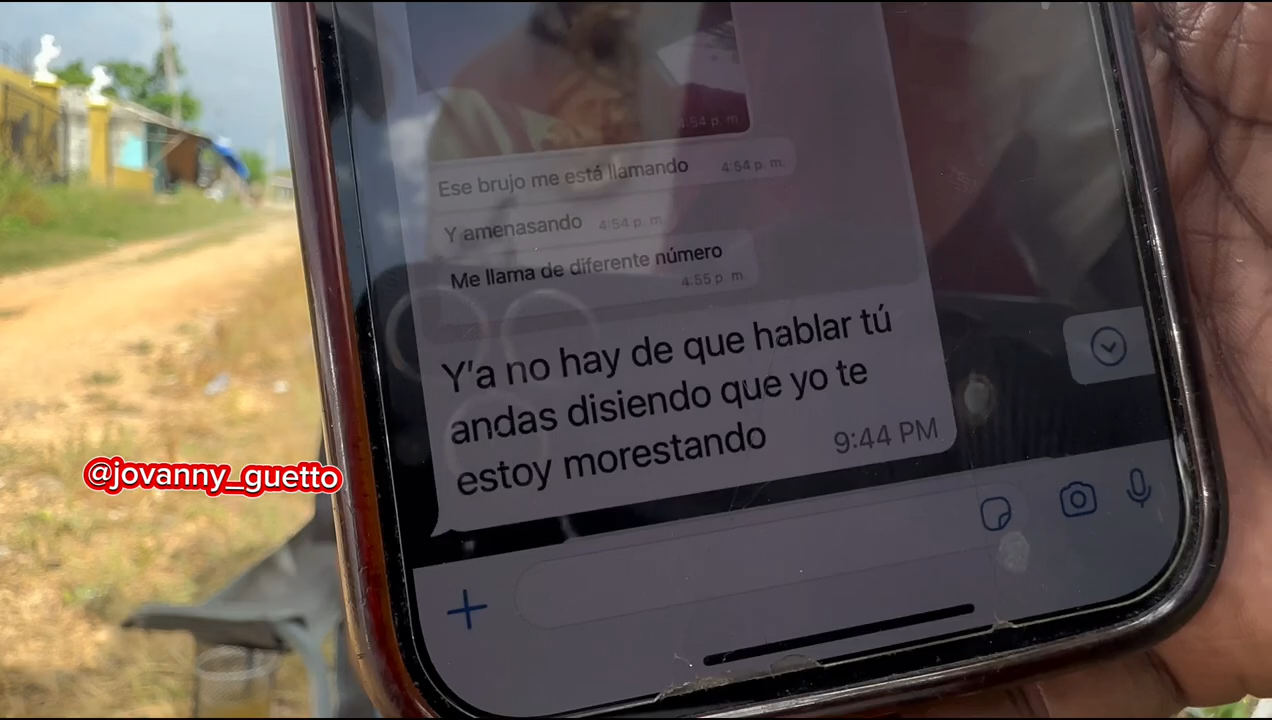 4:54 p. m.
Ese brujo me está llamando 4:54 p. m.
Y amenasando 4:54 p. m.
Me llama de diferente número
4:55 p. m.
Y'a no hay de que hablar tú
andas disiendo que yo te
estoy morestando 9:44 PM
@jovanny_guetto